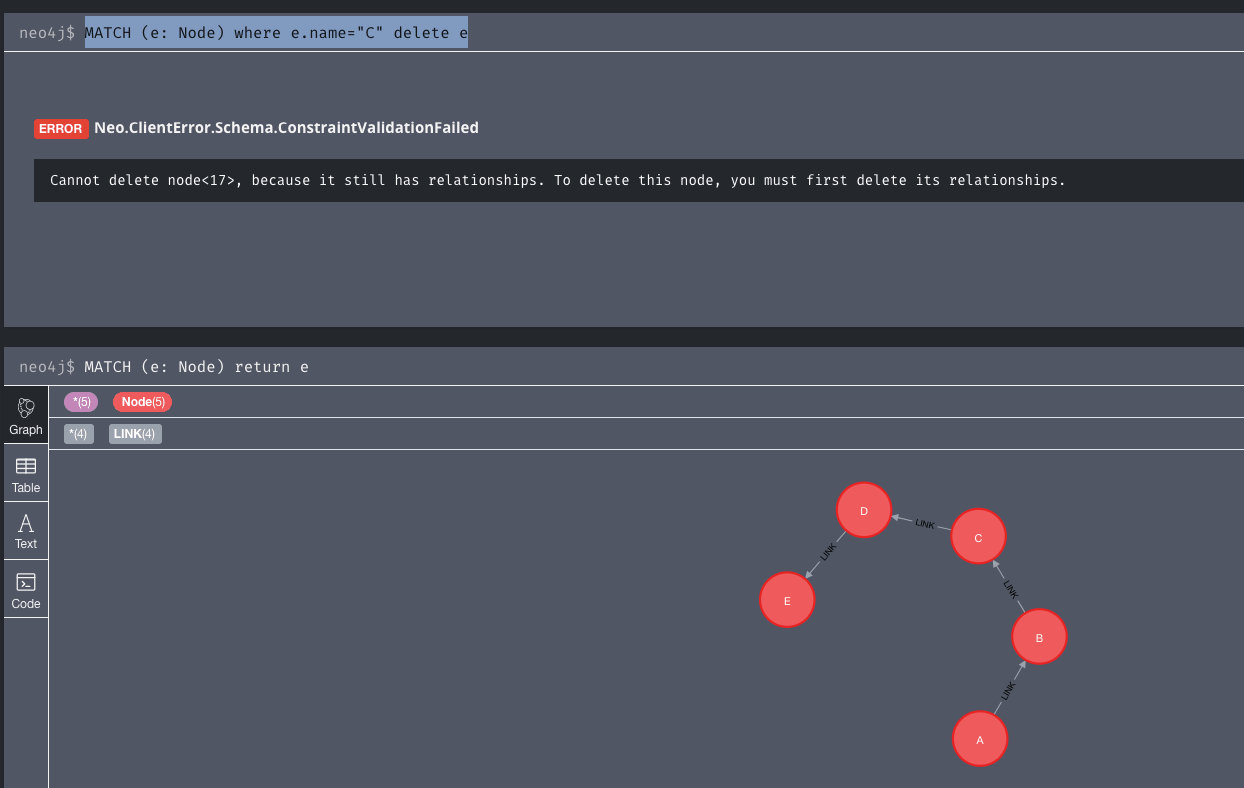 neo4j$ MATCH (e: Node) where e.name="C" delete e
ERROR Neo.ClientError.Schema.ConstraintValidationFailed
Cannot delete node<17>, because it still has relationships. To delete this node, you must first delete its relationships.
neo4j$ MATCH (e: Node) return e
*(5) Node(5)
Graph
*(4) LINK(4)
Table
Text
Code
D
LINK
C
LINK
E
LINK
B
LINK
A